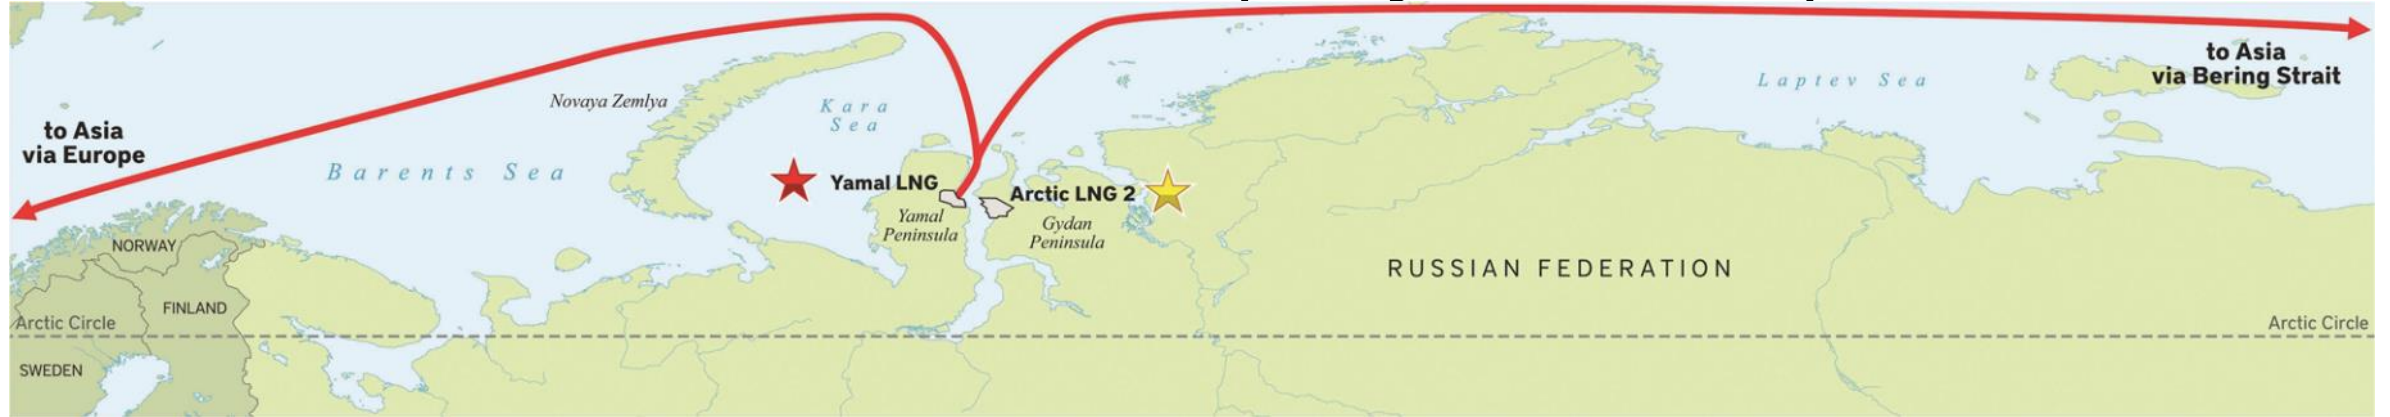 to Asia
via Bering Strait
Laptev Sea
Novaya Zemlya
Kara
Sea
to Asia
via Europe
Barents Sea
Yamal LNG
Arctic LNG 2
Yamal
Peninsula
Gydan
Peninsula
NORWAY
RUSSIAN FEDERATION
FINLAND
Arctic Circle
Arctic Circle
SWEDEN